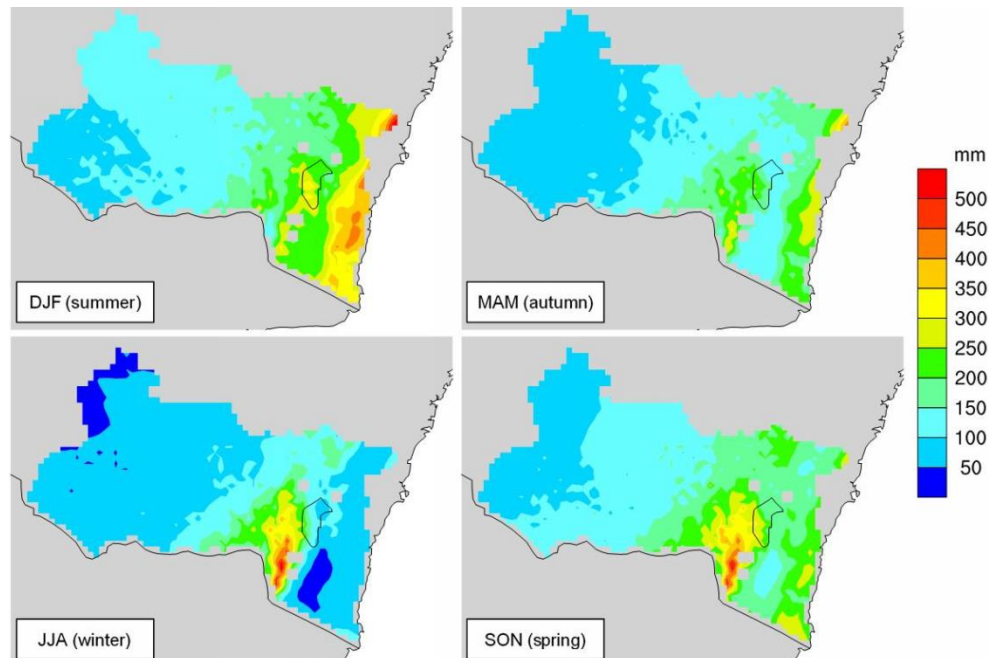 DJF (summer)
MAM (autumn)
JJA (winter)
SON (spring)
mm
500
450
400
350
300
250
200
150
100
50